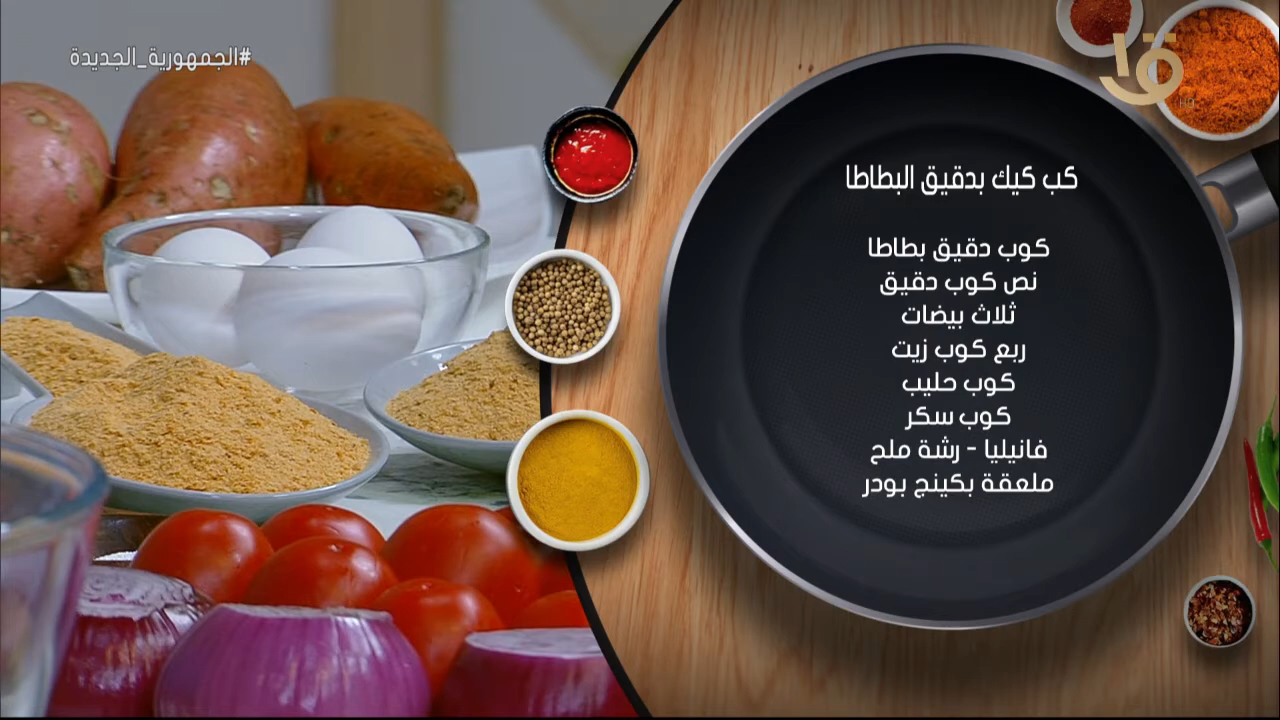 #الجمهورية_الجديدة
HD
كب كيك بدقيق البطاطا
كوب دقيق بطاطا
نص كوب دقيق
ثلاث بيضات
ربع كوب زيت
كوب حليب
كوب سكر
فانيليا - رشة ملح
ملعقة بكينج بودر